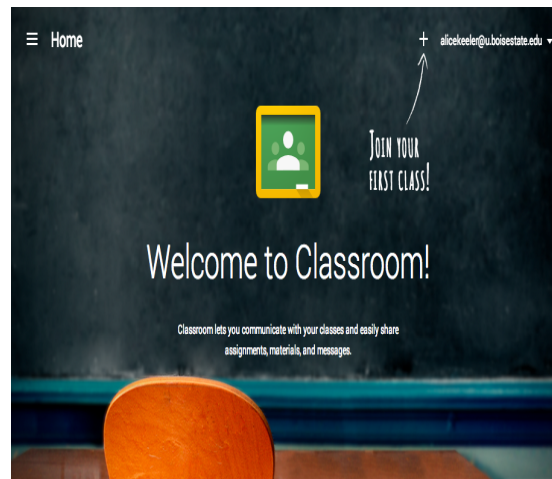 Home
+ alicekeeler@u.boisestate.edu
JOIN YOUR
FIRST CLASS!
Welcome to Classroom!
Classroom lets you communicate with your classes and easily share
assignments, materials, and messages.